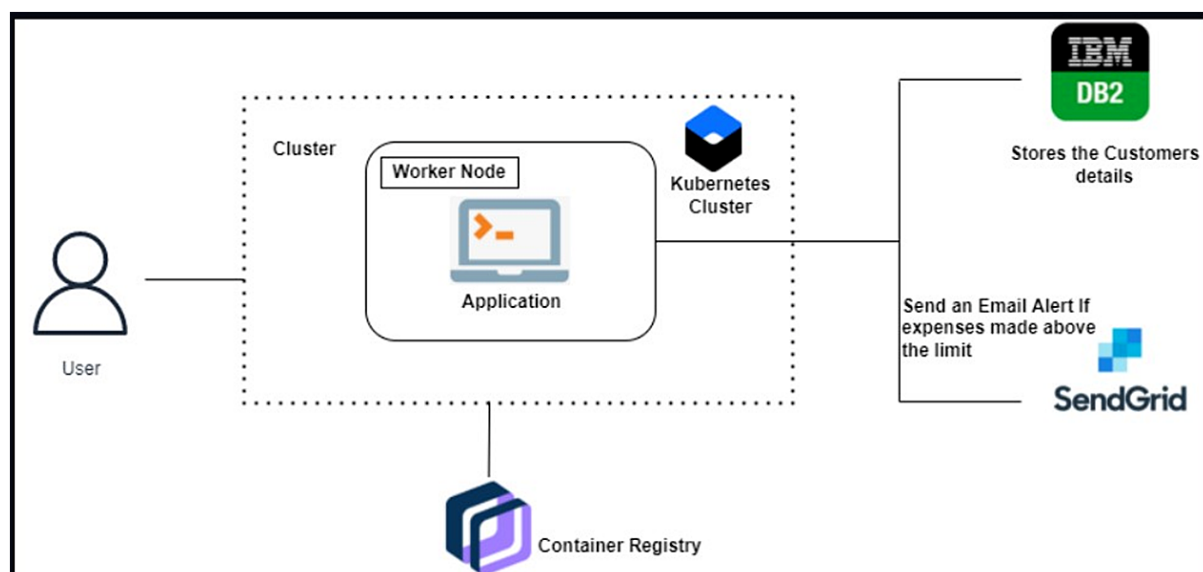 IBM
DB2
Stores the Customers
details
Cluster
Worker Node
Kubernetes
Cluster
Application
User
Send an Email Alert If
expenses made above
the limit
SendGrid
Container Registry